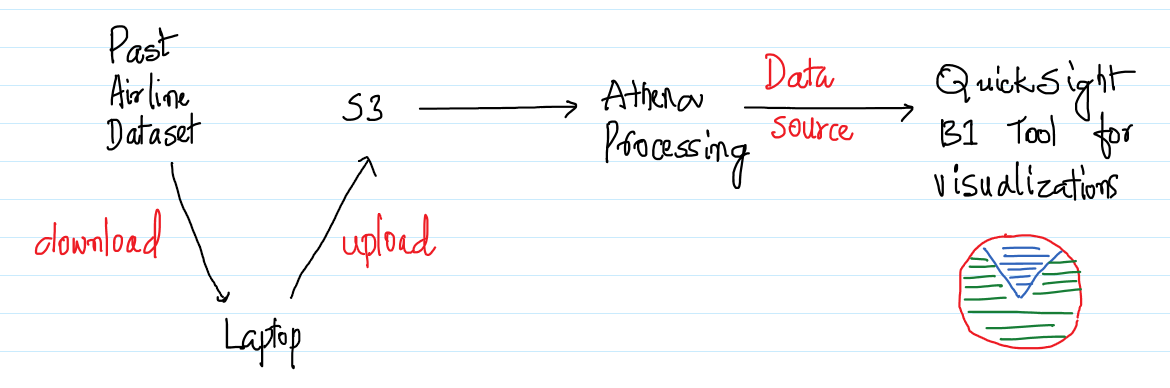 Past
Airline
Dataset
download
Laptop
upload
S3
Athena
Processing
Data
source
QuickSight
BI Tool for
visualizations